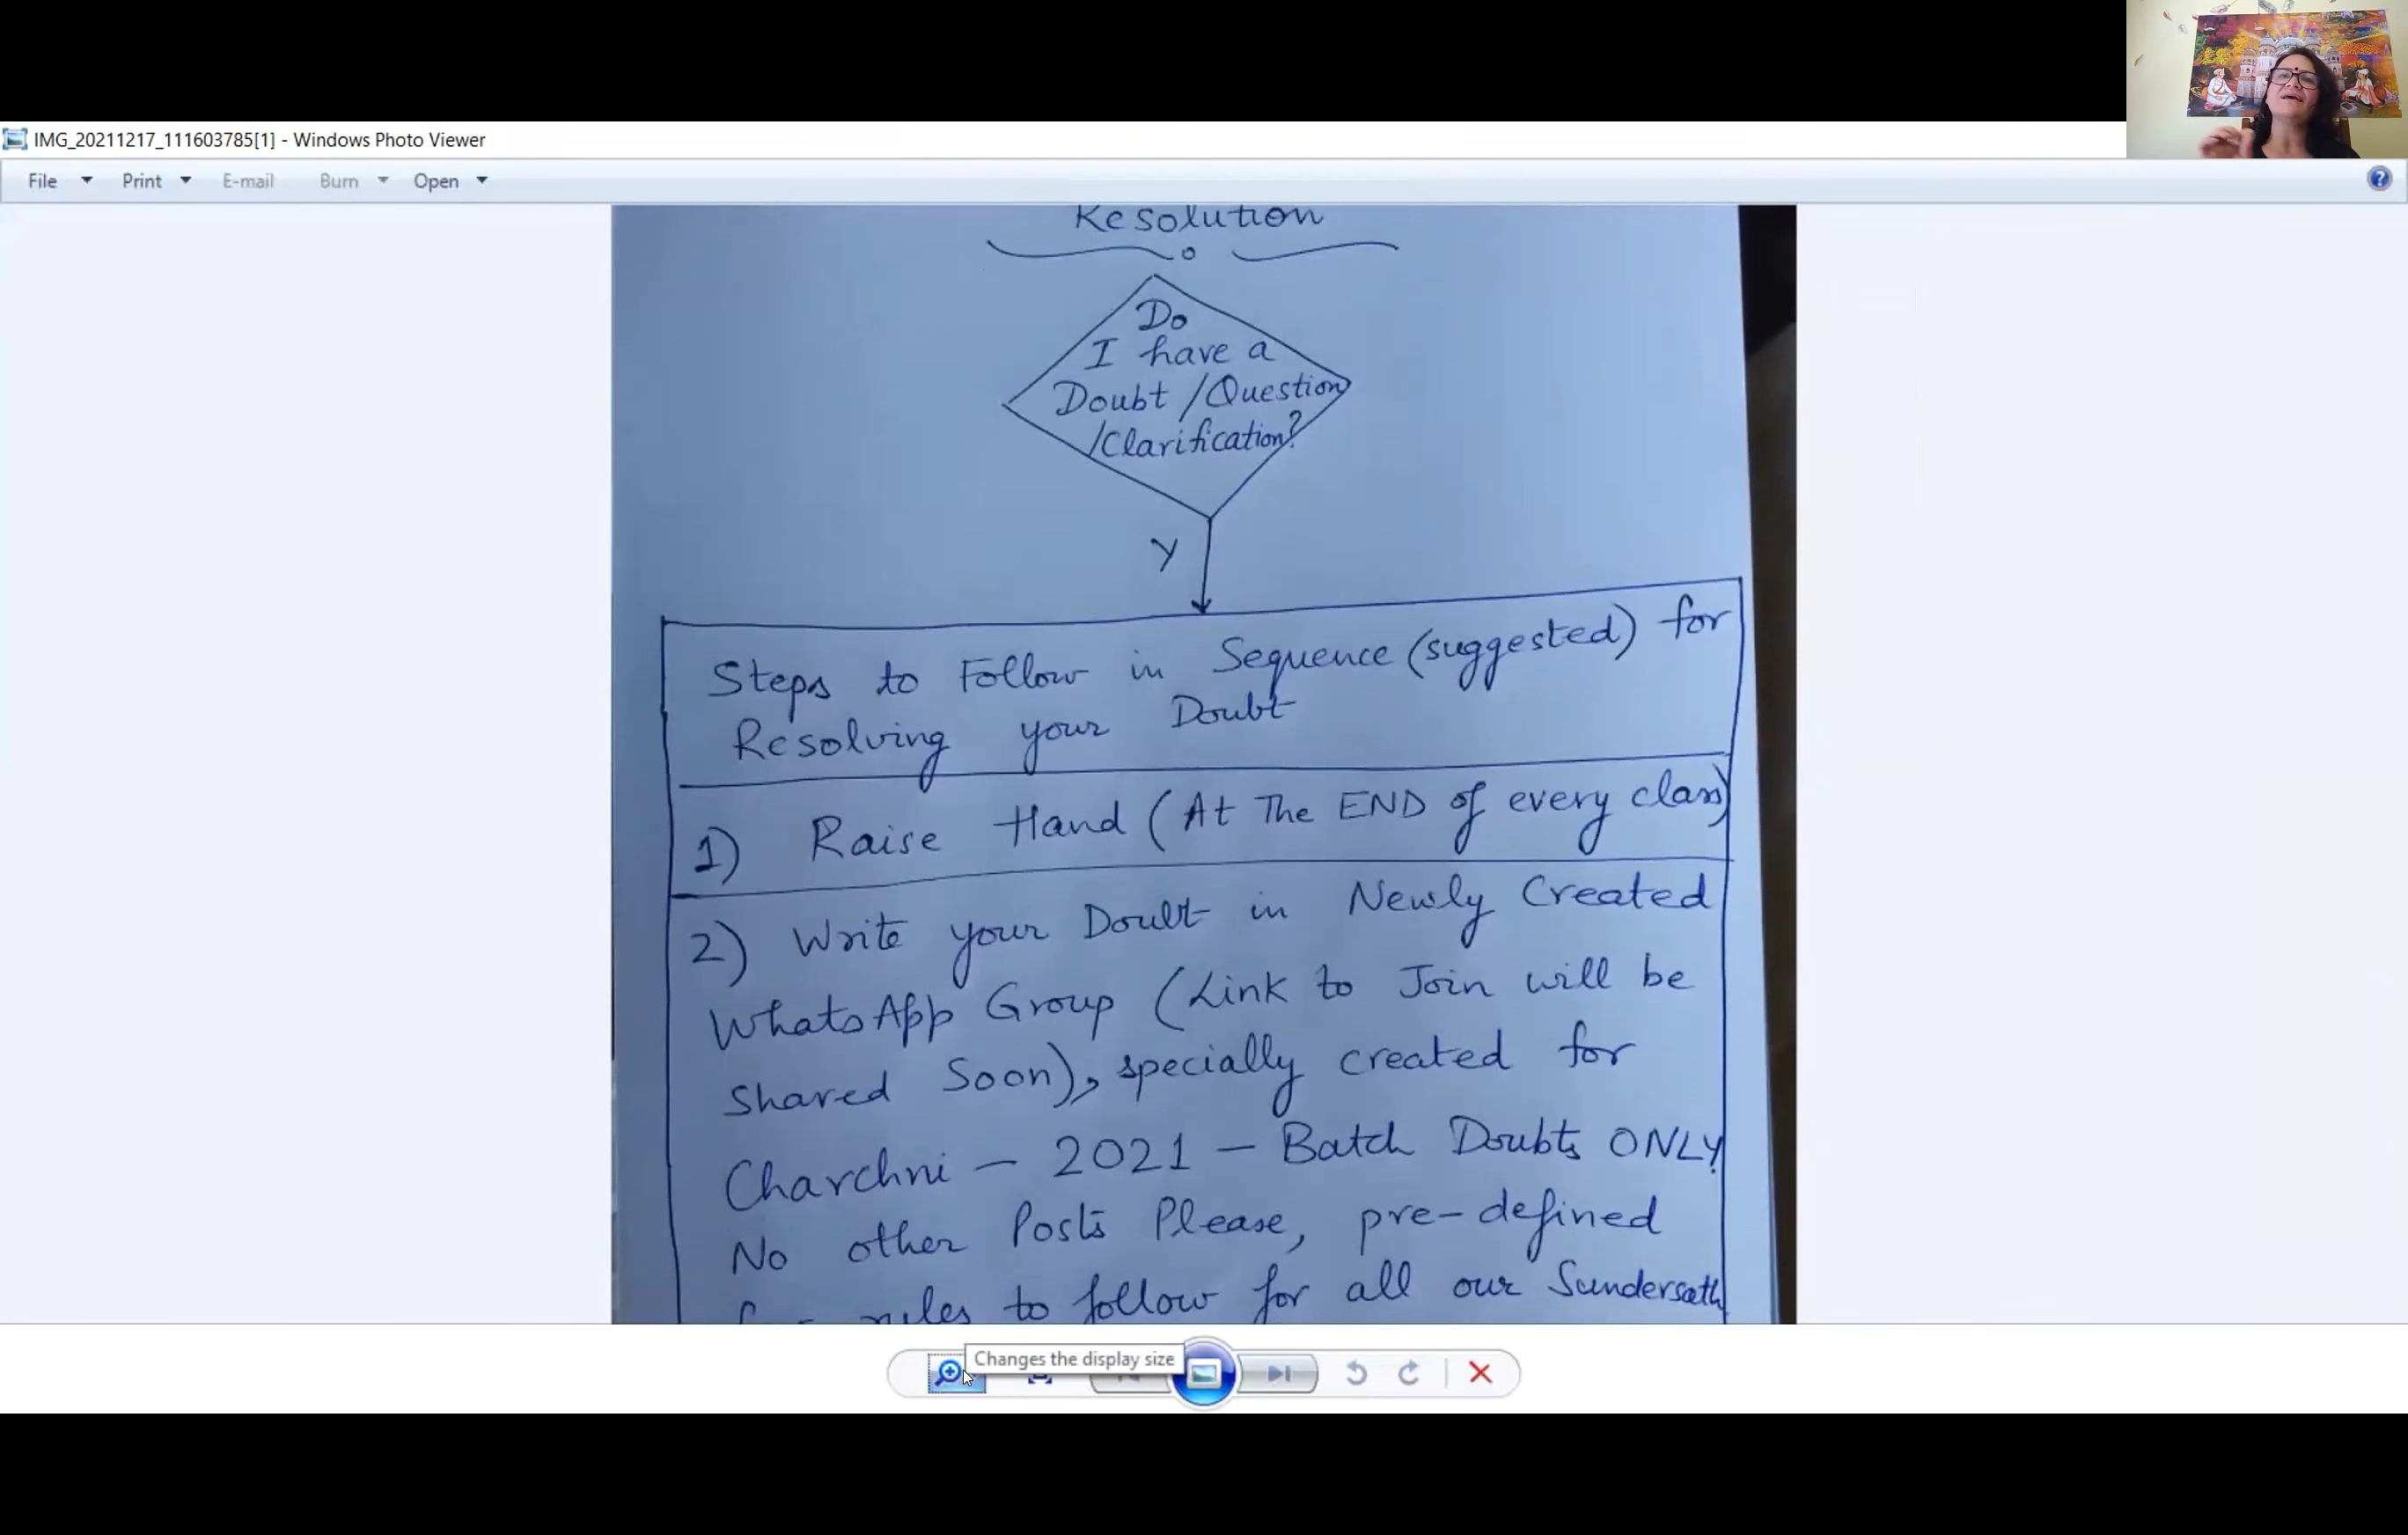 IMG_20211217_111603785[1] - Windows Photo Viewer
File Print E-mail Burn Open
Resolution
Do
I have a
Doubt /Question
/Clarification?
Y
Steps to Follow in Sequence (suggested) for
Resolving your Doubt
1) Raise Hand (At The END of every class)
2) Write your Doubt in Newly Created
WhatsApp Group (Link to Join will be
shared Soon), specially created for
Charchni - 2021 - Batch Doubts ONLY
No other Posts Please, pre-defined
rules to follow for all our Sundersath
Changes the display size